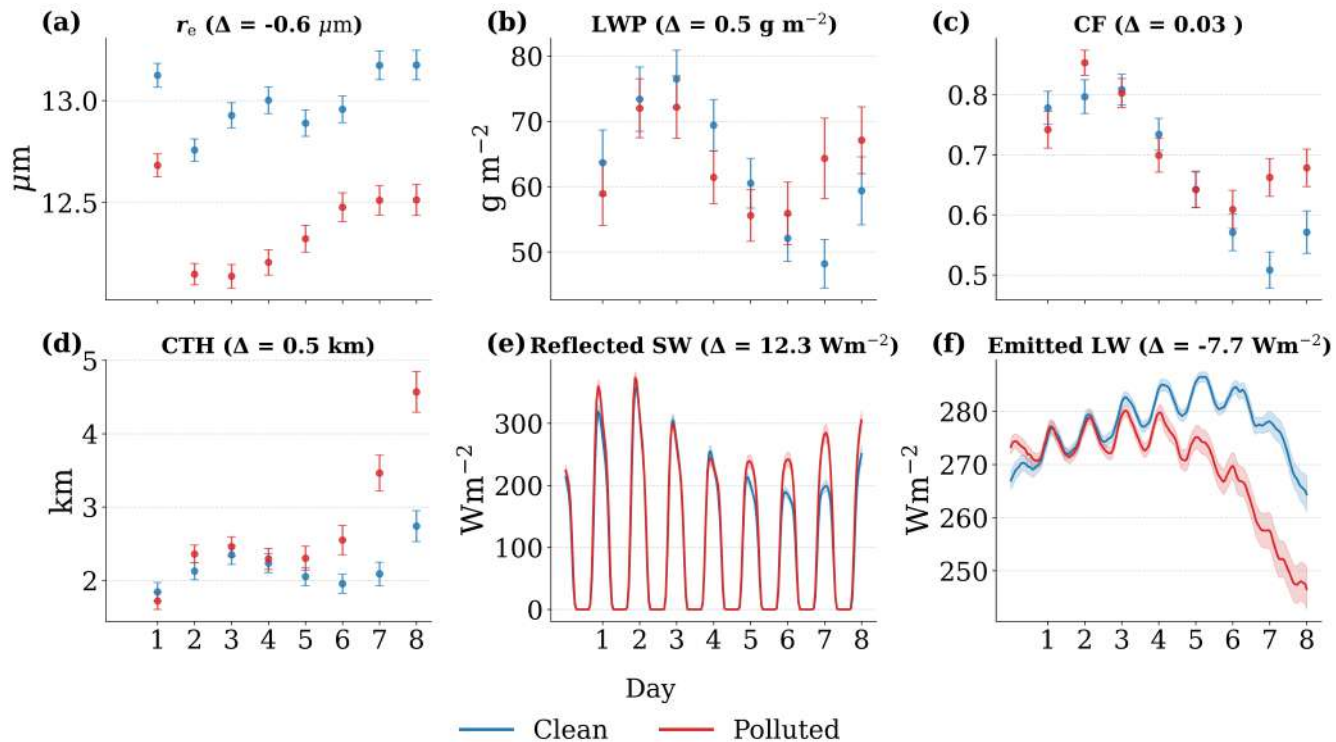 (a) rₑ (Δ = -0.6 μm)
μm
13.0
12.5
(b) LWP (Δ = 0.5 g m⁻²)
g m⁻²
80
70
60
50
(c) CF (Δ = 0.03 )
0.8
0.7
0.6
0.5
(d) CTH (Δ = 0.5 km)
km
5
4
3
2
1 2 3 4 5 6 7 8
(e) Reflected SW (Δ = 12.3 Wm⁻²)
Wm⁻²
300
200
100
0
1 2 3 4 5 6 7 8
(f) Emitted LW (Δ = -7.7 Wm⁻²)
Wm⁻²
280
270
260
250
1 2 3 4 5 6 7 8
Day
Clean Polluted